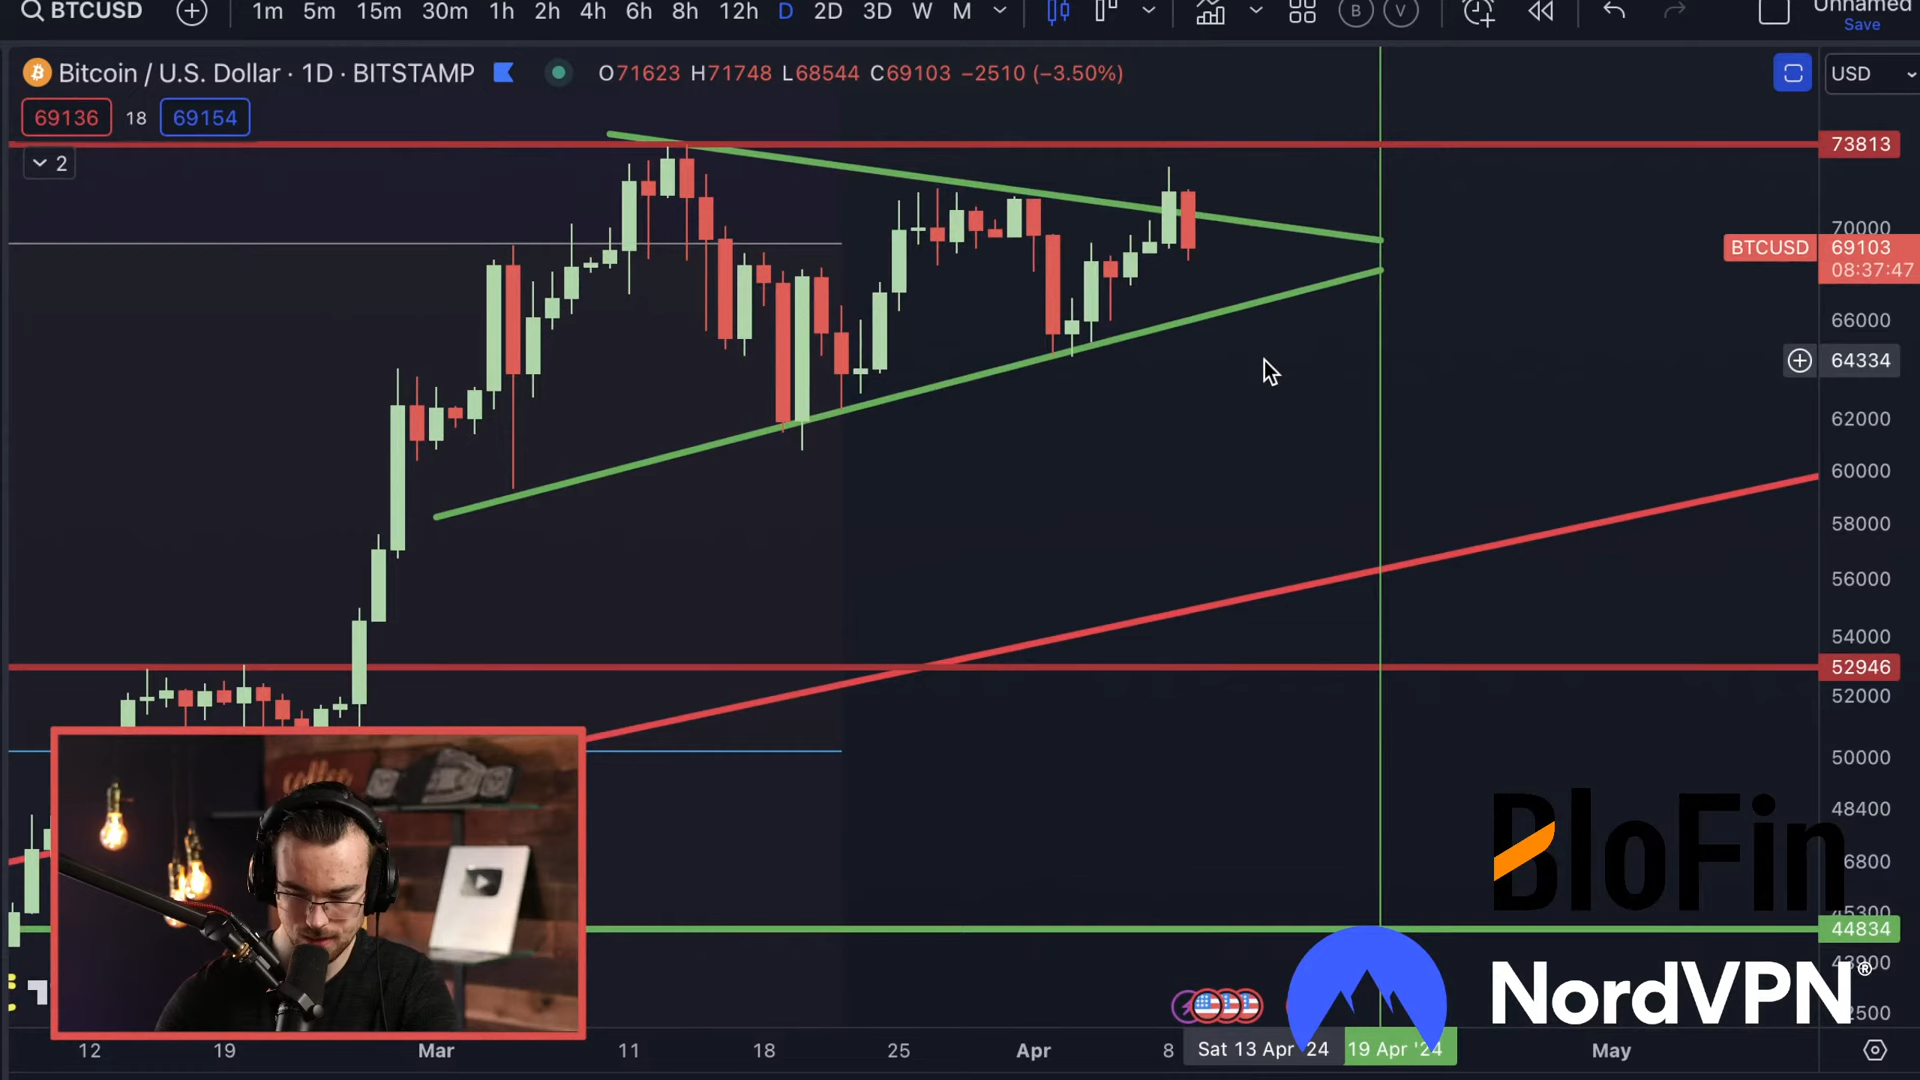 BTCUSD 1m 5m 15m 30m 1h 2h 4h 6h 8h 12h D 2D 3D W M B V Unnamed
Save
Bitcoin / U.S. Dollar · 1D · BITSTAMP O71623 H71748 L68544 C69103 −2510 (−3.50%) USD
69136 18 69154
2
73813
70000
BTCUSD 69103
08:37:47
66000
64334
62000
60000
58000
56000
54000
52946
52000
50000
48400
6800
45300
44834
43900
2500
coffee
BloFin
NordVPN®
12 19 Mar 11 18 25 Apr 8 Sat 13 Apr '24 19 Apr '24 May